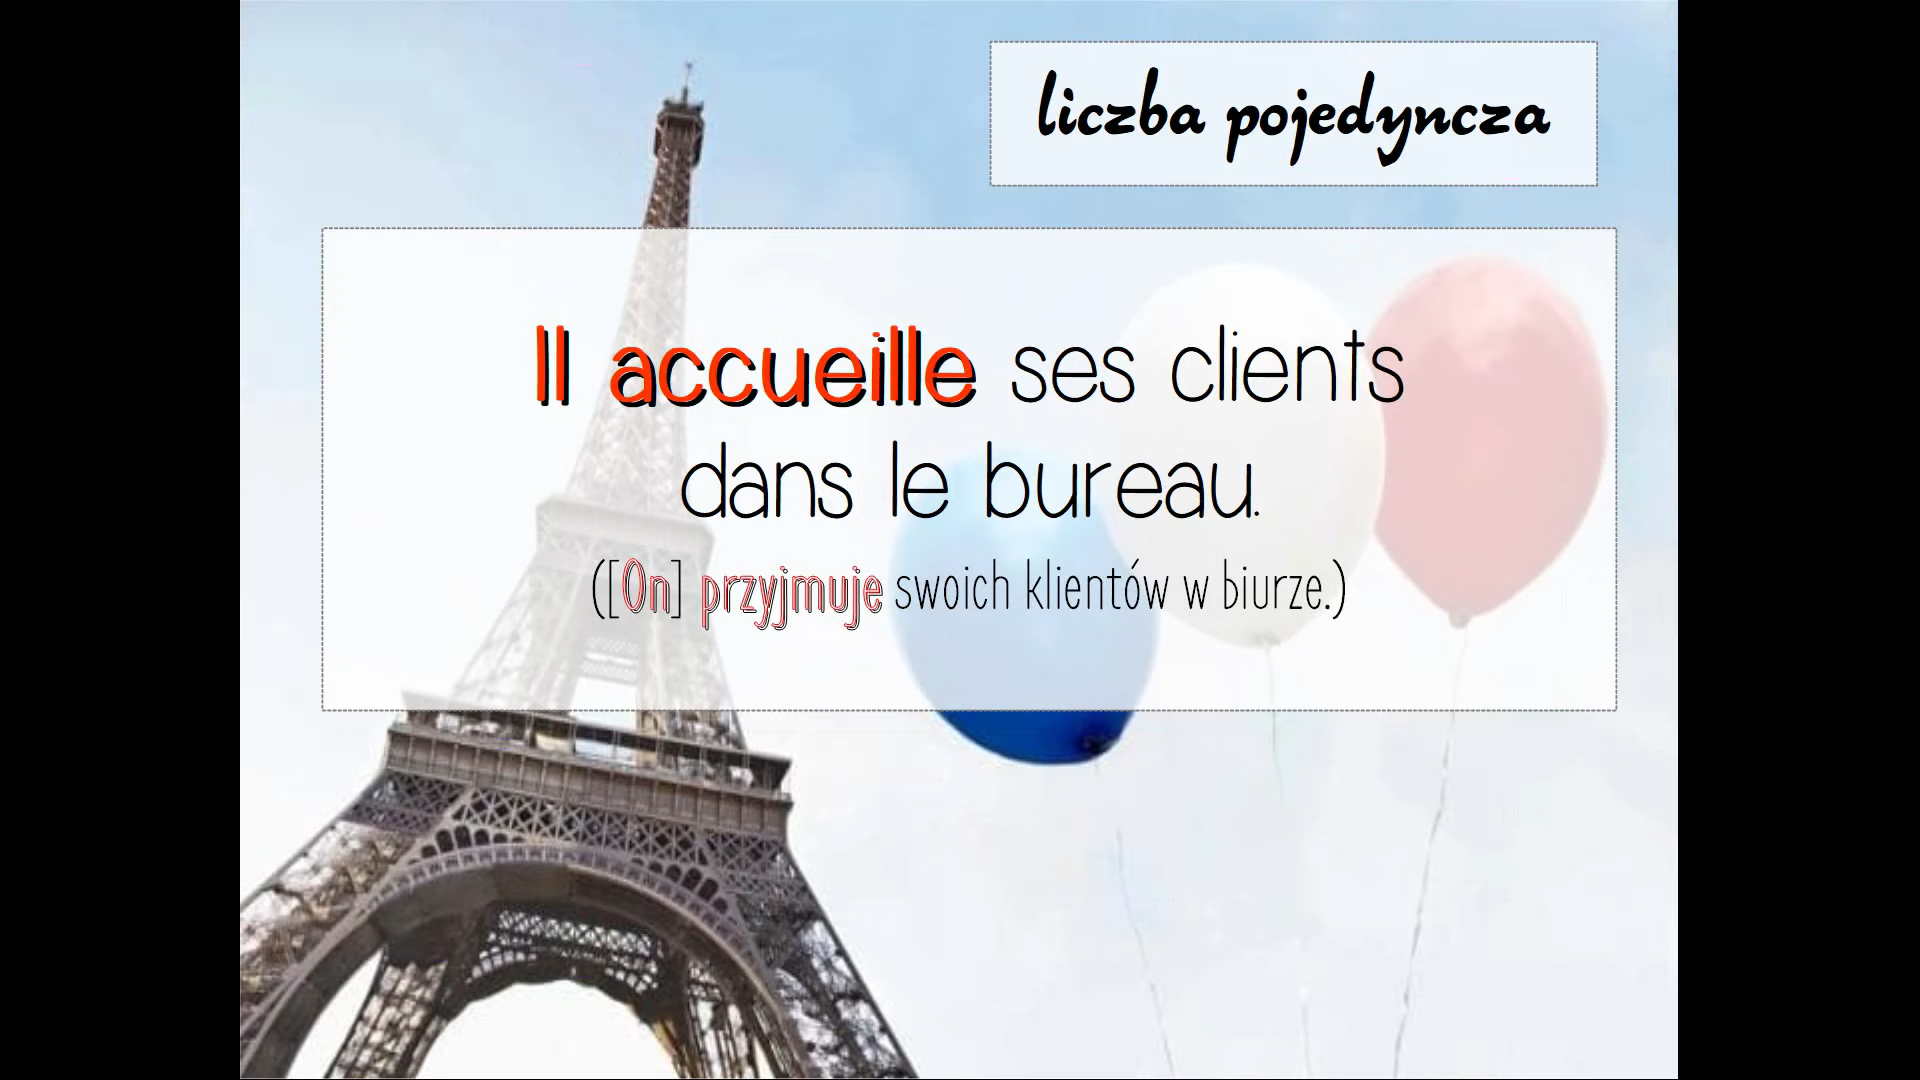 liczba pojedyncza
Il accueille ses clients
dans le bureau.
([On] przyjmuje swoich klientów w biurze.)